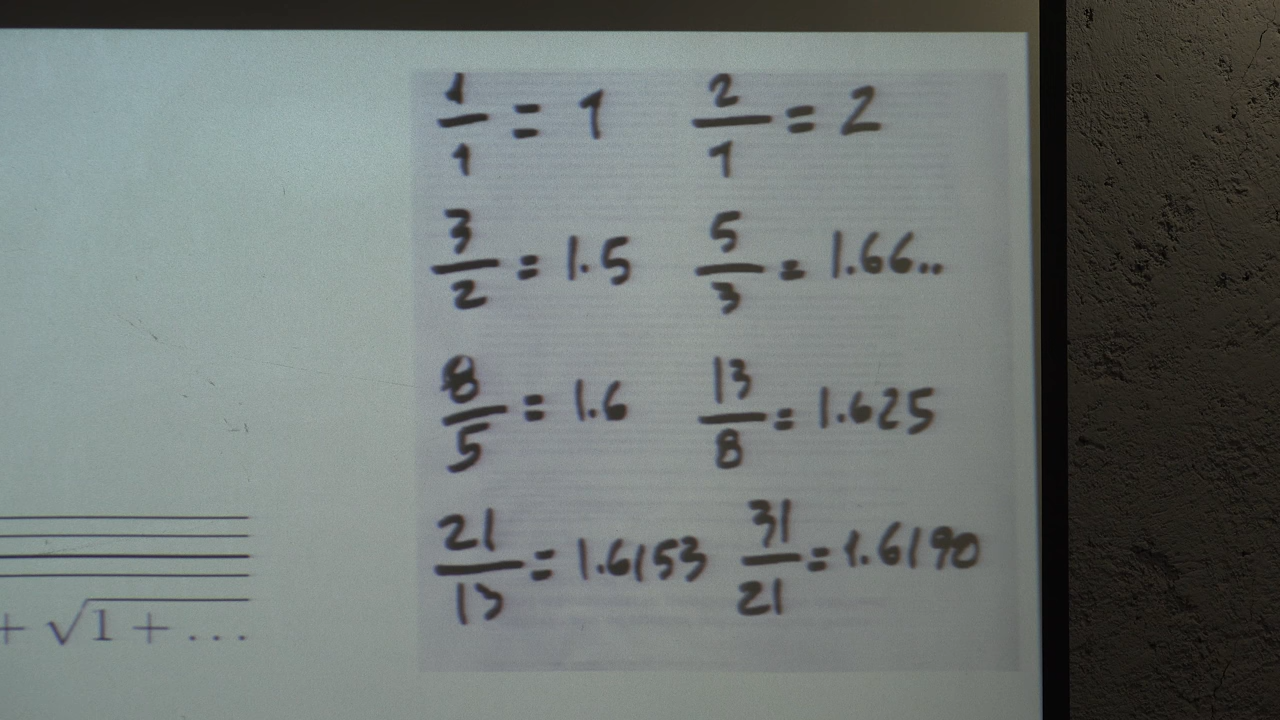 1/1 = 1
2/1 = 2
3/2 = 1.5
5/3 = 1.66..
8/5 = 1.6
13/8 = 1.625
21/13 = 1.6153
31/21 = 1.6190
+ √1 + ...